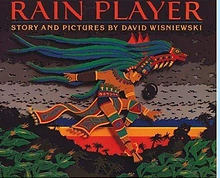 RAIN PLAYER
STORY AND PICTURES BY DAVID WISNIEWSKI